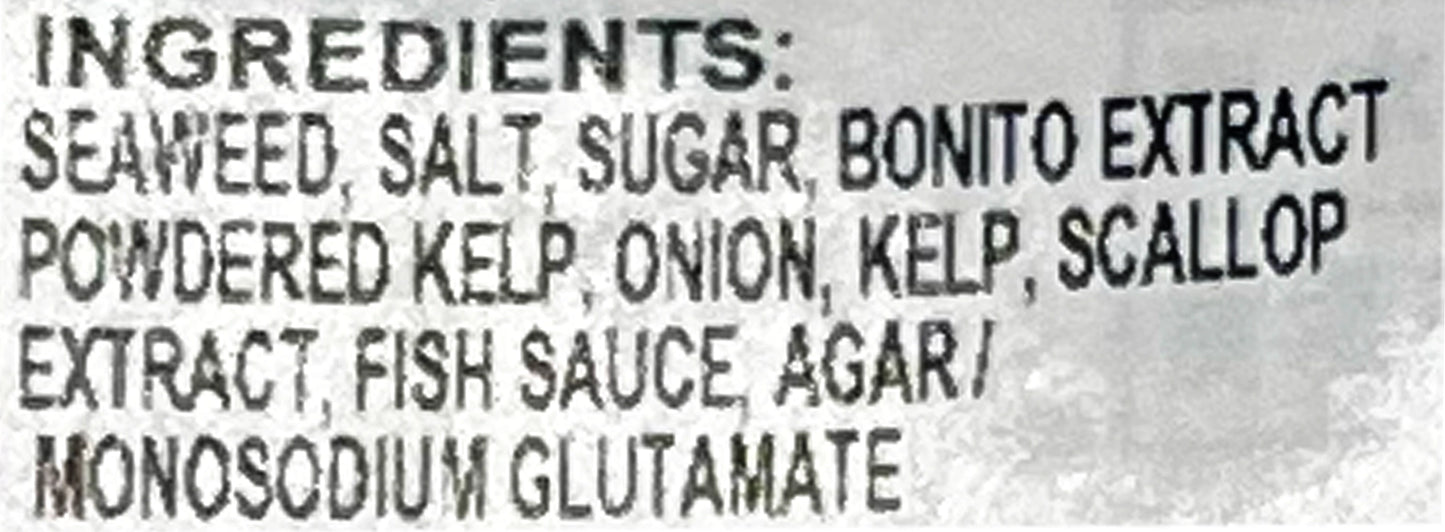 INGREDIENTS:
SEAWEED, SALT, SUGAR, BONITO EXTRACT
POWDERED KELP, ONION, KELP, SCALLOP
EXTRACT, FISH SAUCE, AGAR/
MONOSODIUM GLUTAMATE